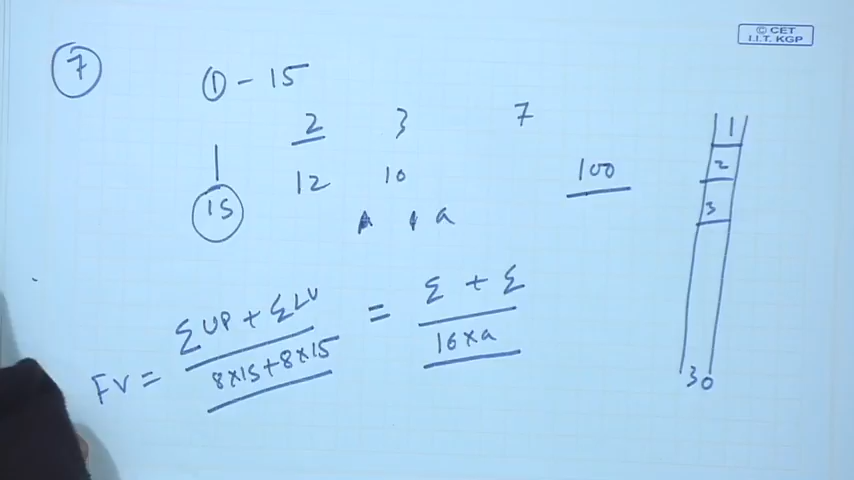 © CET
I.I.T. KGP
7
1 - 15
2 3 7
1
12 10 100
15
a
FV = ΣUP + ΣLV / 8x15+8x15 = Σ + Σ / 16xa
1
2
3
30